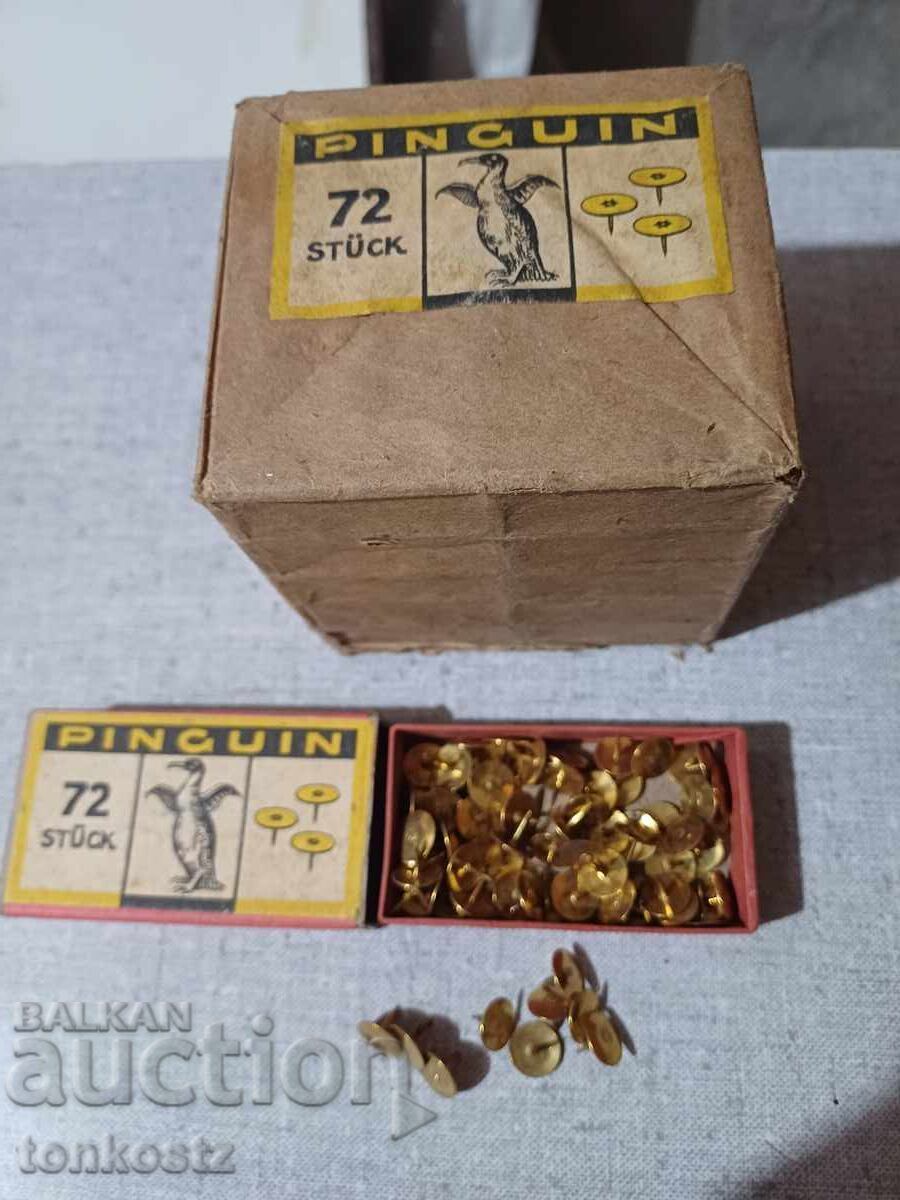 PINGUIN
72
STÜCK
PINGUIN
72
STÜCK
BALKAN
auction
tonkostz